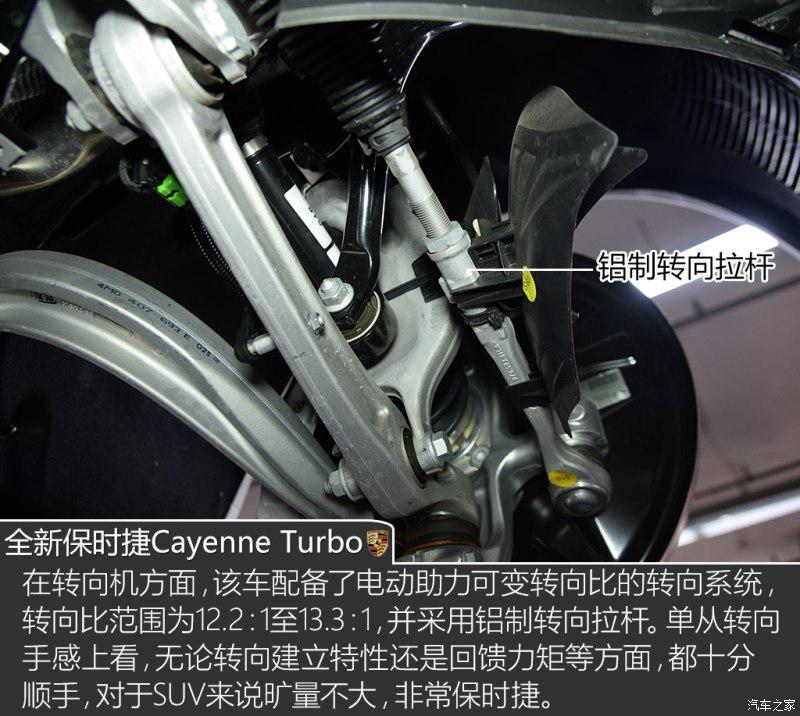 铝制转向拉杆
4M0 407 693 E
全新保时捷Cayenne Turbo
在转向机方面,该车配备了电动助力可变转向比的转向系统,
转向比范围为12.2:1至13.3:1,并采用铝制转向拉杆。单从转向
手感上看,无论转向建立特性还是回馈力矩等方面,都十分
顺手,对于SUV来说旷量不大,非常保时捷。
汽车之家